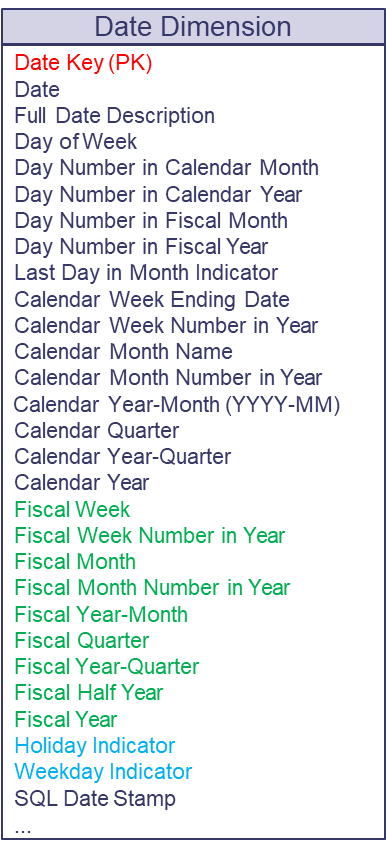 Date Dimension
Date Key (PK)
Date
Full Date Description
Day of Week
Day Number in Calendar Month
Day Number in Calendar Year
Day Number in Fiscal Month
Day Number in Fiscal Year
Last Day in Month Indicator
Calendar Week Ending Date
Calendar Week Number in Year
Calendar Month Name
Calendar Month Number in Year
Calendar Year-Month (YYYY-MM)
Calendar Quarter
Calendar Year-Quarter
Calendar Year
Fiscal Week
Fiscal Week Number in Year
Fiscal Month
Fiscal Month Number in Year
Fiscal Year-Month
Fiscal Quarter
Fiscal Year-Quarter
Fiscal Half Year
Fiscal Year
Holiday Indicator
Weekday Indicator
SQL Date Stamp
...